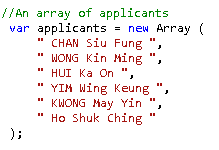 //An array of applicants
var applicants = new Array (
" CHAN Siu Fung ",
" WONG Kin Ming ",
" HUI Ka On ",
" YIM Wing Keung ",
" KWONG May Yin ",
" Ho Shuk Ching "
);